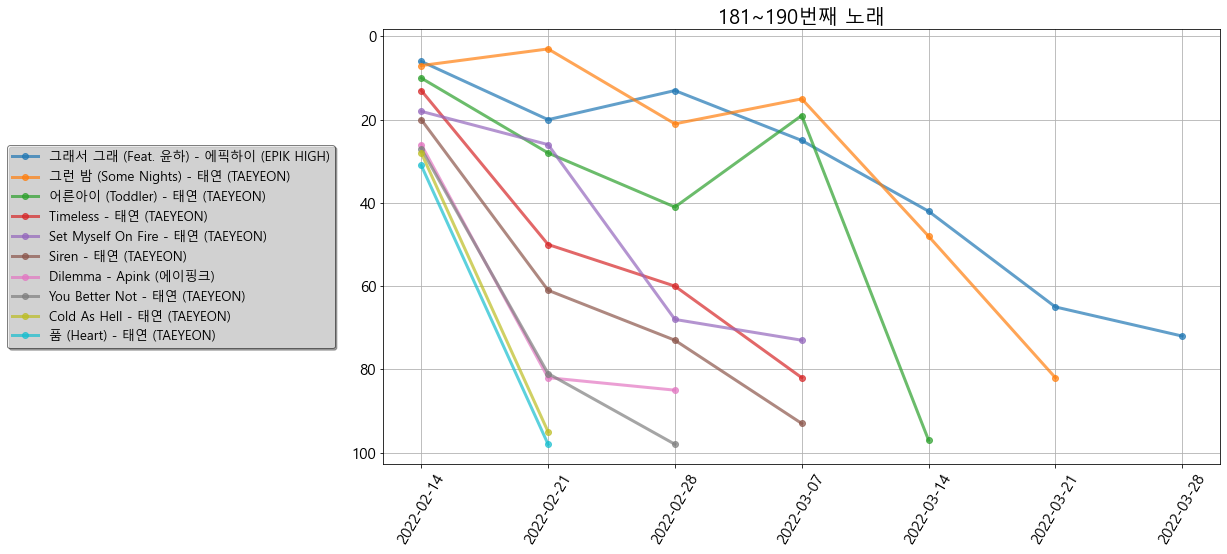 181~190번째 노래
그래서 그래 (Feat. 윤하) - 에픽하이 (EPIK HIGH)
그런 밤 (Some Nights) - 태연 (TAEYEON)
어른아이 (Toddler) - 태연 (TAEYEON)
Timeless - 태연 (TAEYEON)
Set Myself On Fire - 태연 (TAEYEON)
Siren - 태연 (TAEYEON)
Dilemma - Apink (에이핑크)
You Better Not - 태연 (TAEYEON)
Cold As Hell - 태연 (TAEYEON)
품 (Heart) - 태연 (TAEYEON)
0
20
40
60
80
100
2022-02-14
2022-02-21
2022-02-28
2022-03-07
2022-03-14
2022-03-21
2022-03-28